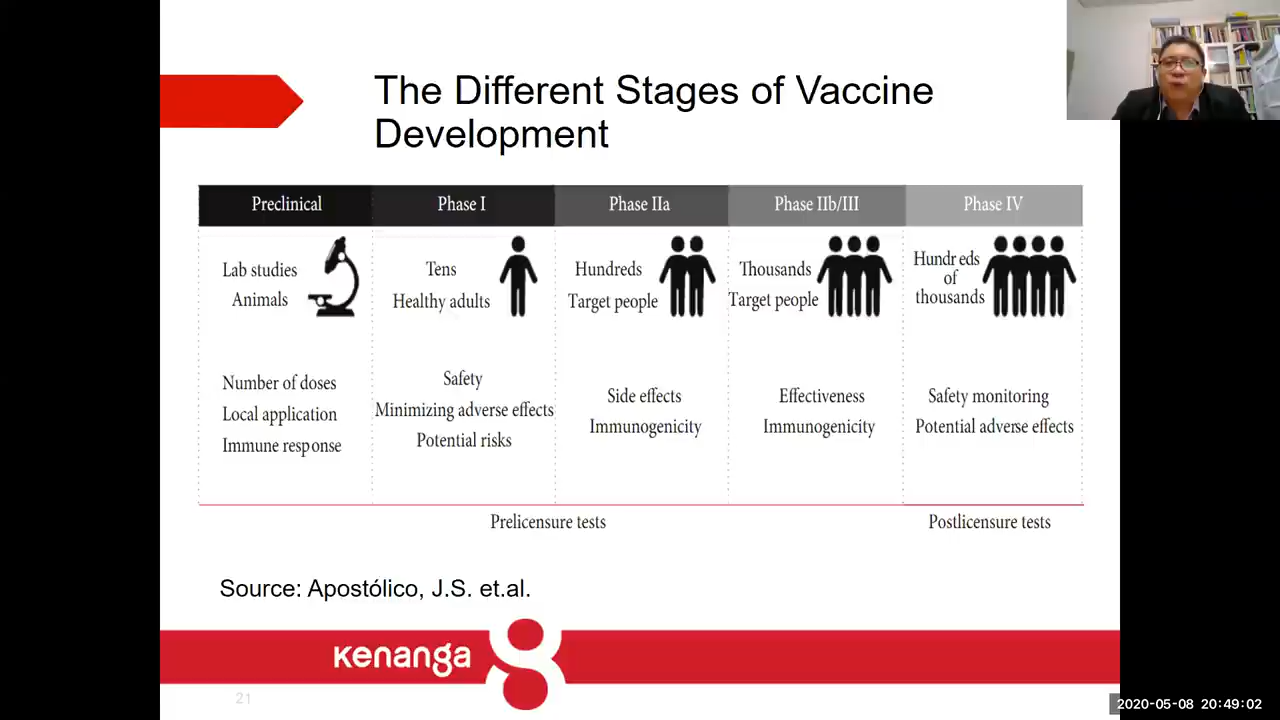 The Different Stages of Vaccine
Development
Preclinical
Phase I
Phase IIa
Phase IIb/III
Phase IV
Lab studies
Animals
Tens
Healthy adults
Hundreds
Target people
Thousands
Target people
Hundreds
of
thousands
Number of doses
Local application
Immune response
Safety
Minimizing adverse effects
Potential risks
Side effects
Immunogenicity
Effectiveness
Immunogenicity
Safety monitoring
Potential adverse effects
Prelicensure tests
Postlicensure tests
Source: Apostólico, J.S. et.al.
kenanga
21
2020-05-08 20:49:02